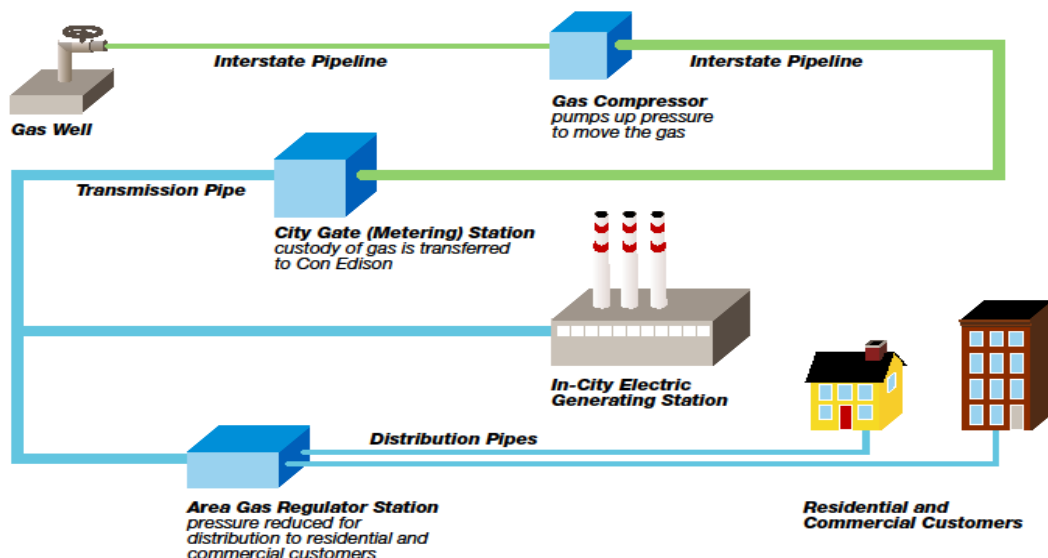 Interstate Pipeline
Interstate Pipeline
Gas Well
Gas Compressor
pumps up pressure
to move the gas
Transmission Pipe
City Gate (Metering) Station
custody of gas is transferred
to Con Edison
In-City Electric
Generating Station
Distribution Pipes
Area Gas Regulator Station
pressure reduced for
distribution to residential and
commercial customers
Residential and
Commercial Customers